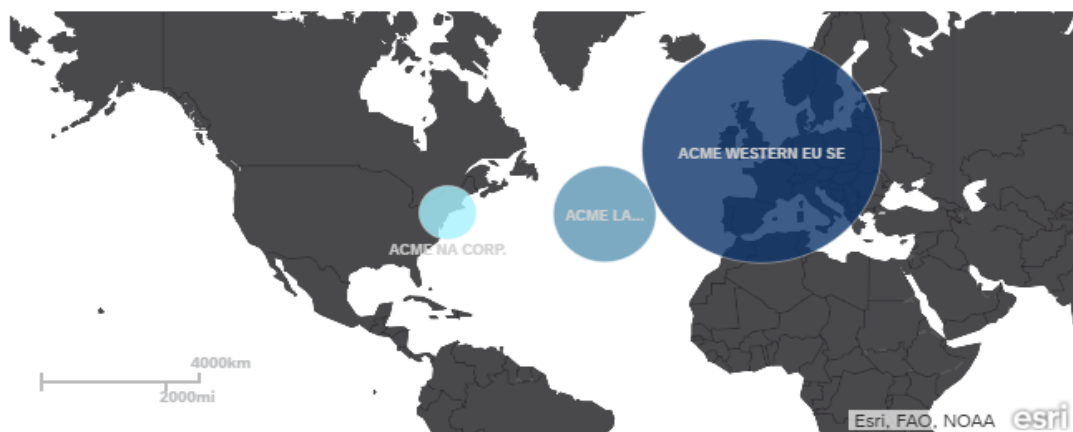 ACME WESTERN EU SE
ACME LA...
ACME NA CORP.
4000km
2000mi
Esri, FAO, NOAA
esri